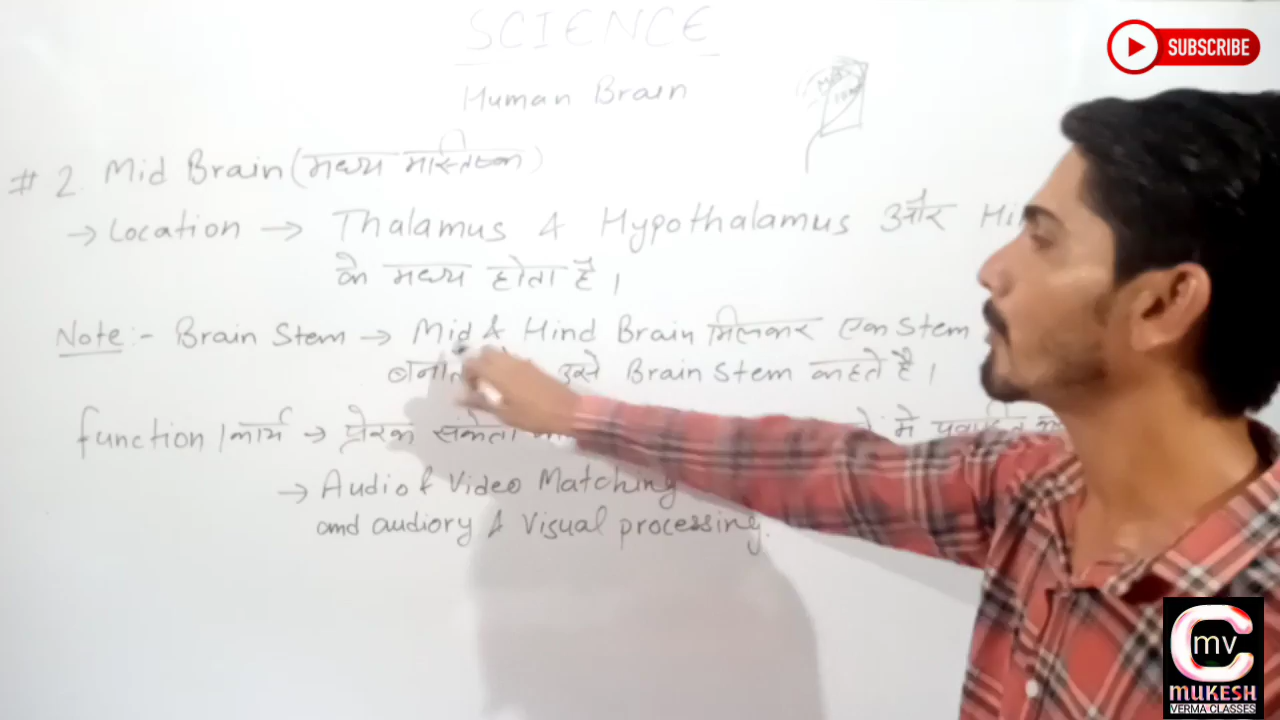 SCIENCE
SUBSCRIBE
Human Brain
# 2. Mid Brain (मध्य मास्तिष्क)
→ Location → Thalamus & Hypothalamus और
के मध्य होता है।
Note :- Brain Stem → Mid & Hind Brain मिलकर एक Stem
उसे Brain Stem कहते है।
function / कार्य → प्रेरक संकेतो में प्रवाहित
→ Audio & Video Matching
and audiory & Visual processing.
C mv
MUKESH
VERMA CLASSES